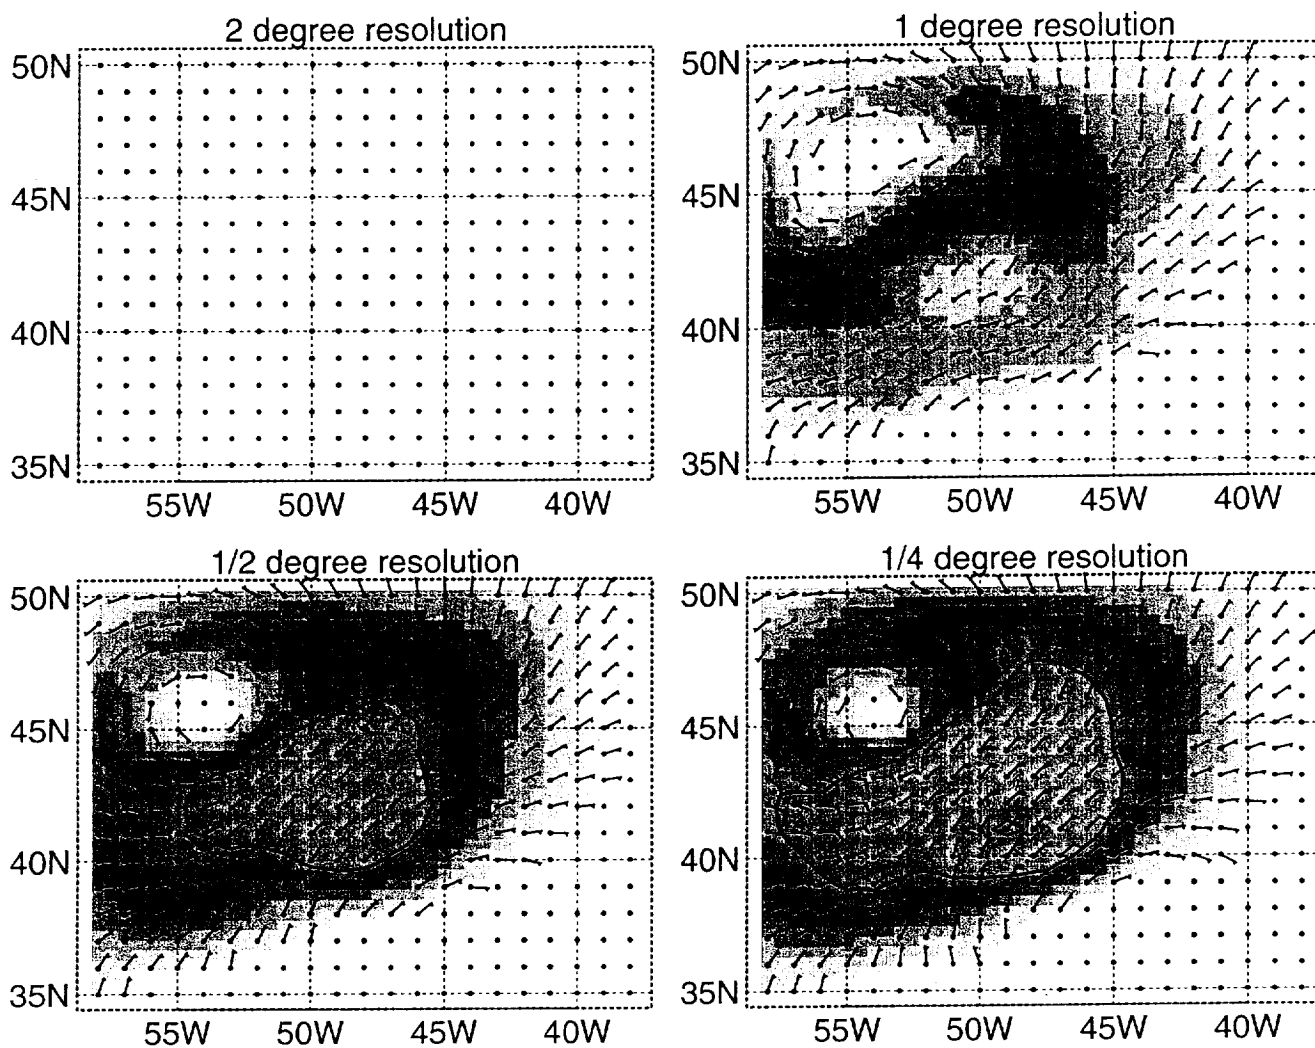 2 degree resolution
50N
45N
40N
35N
55W 50W 45W 40W
1 degree resolution
50N
45N
40N
35N
55W 50W 45W 40W
1/2 degree resolution
50N
45N
40N
35N
55W 50W 45W 40W
1/4 degree resolution
50N
45N
40N
35N
55W 50W 45W 40W